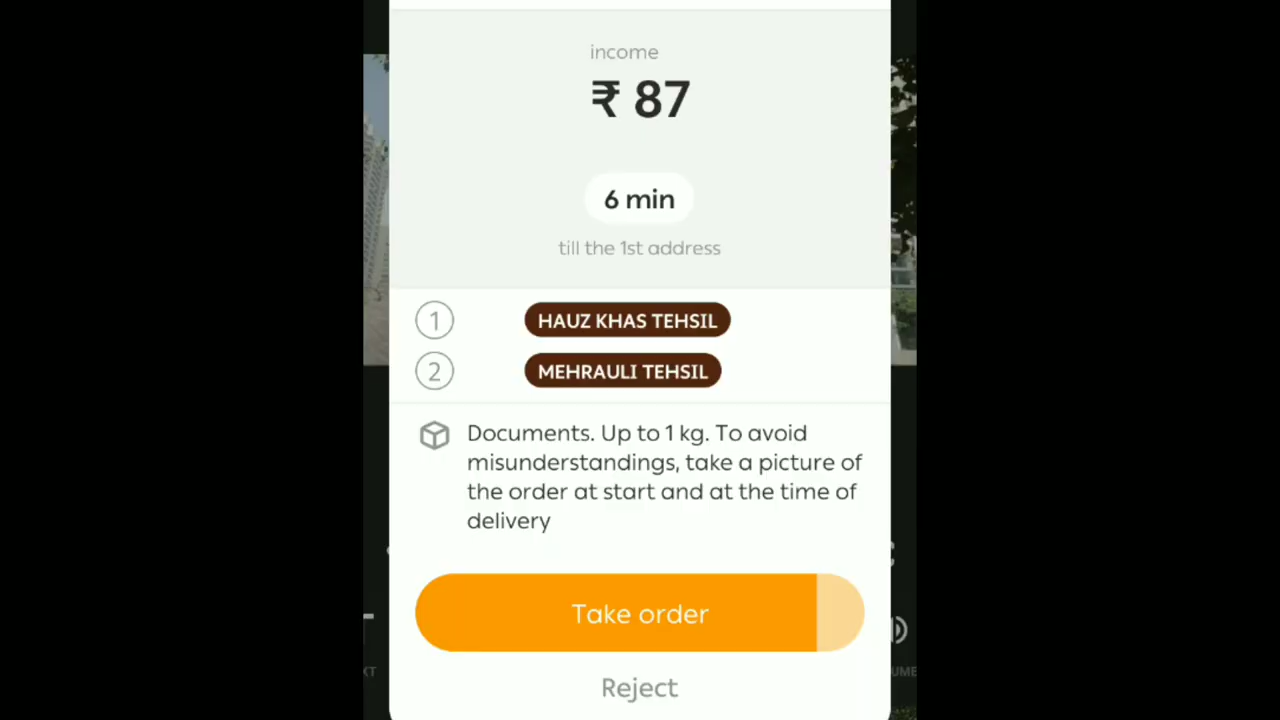 income
₹ 87
6 min
till the 1st address
1 HAUZ KHAS TEHSIL
2 MEHRAULI TEHSIL
Documents. Up to 1 kg. To avoid
misunderstandings, take a picture of
the order at start and at the time of
delivery
Take order
Reject